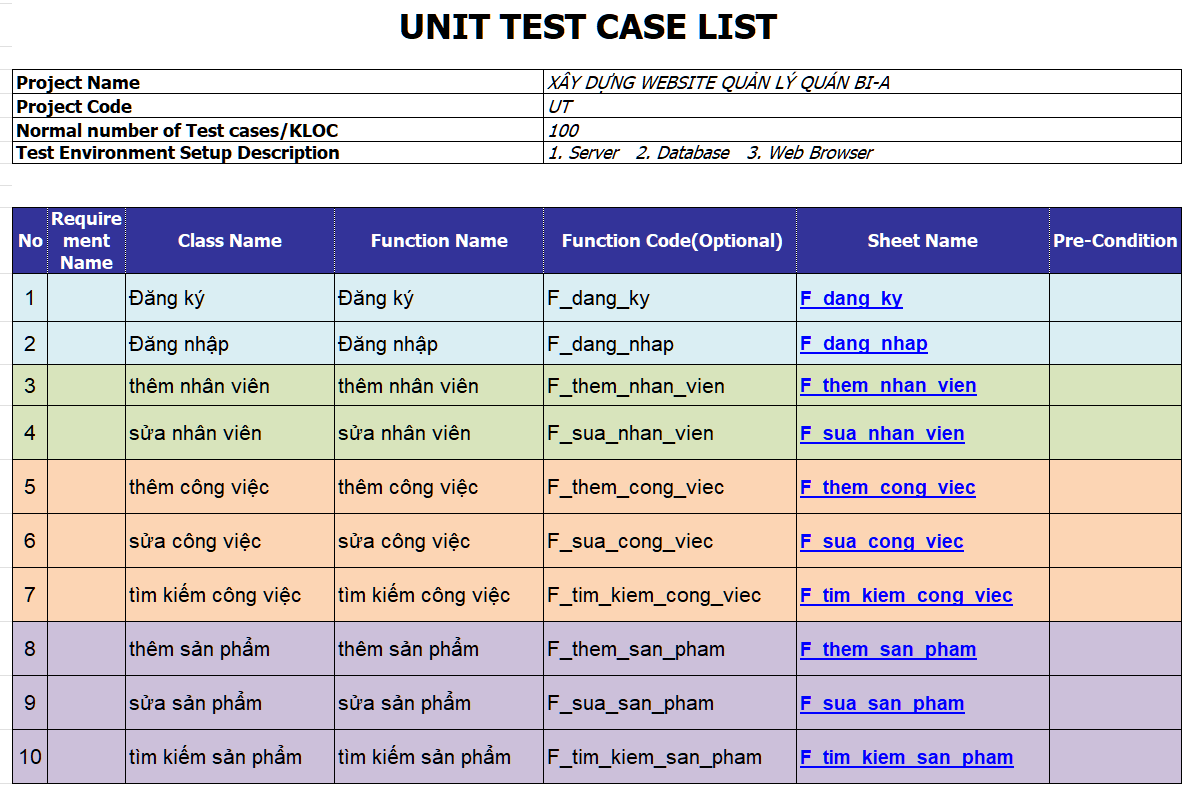 UNIT TEST CASE LIST
Project Name XÂY DỰNG WEBSITE QUẢN LÝ QUÁN BI-A
Project Code UT
Normal number of Test cases/KLOC 100
Test Environment Setup Description 1. Server 2. Database 3. Web Browser
No Require ment Name Class Name Function Name Function Code(Optional) Sheet Name Pre-Condition
1 Đăng ký Đăng ký F_dang_ky F_dang_ky
2 Đăng nhập Đăng nhập F_dang_nhap F_dang_nhap
3 thêm nhân viên thêm nhân viên F_them_nhan_vien F_them_nhan_vien
4 sửa nhân viên sửa nhân viên F_sua_nhan_vien F_sua_nhan_vien
5 thêm công việc thêm công việc F_them_cong_viec F_them_cong_viec
6 sửa công việc sửa công việc F_sua_cong_viec F_sua_cong_viec
7 tìm kiếm công việc tìm kiếm công việc F_tim_kiem_cong_viec F_tim_kiem_cong_viec
8 thêm sản phẩm thêm sản phẩm F_them_san_pham F_them_san_pham
9 sửa sản phẩm sửa sản phẩm F_sua_san_pham F_sua_san_pham
10 tìm kiếm sản phẩm tìm kiếm sản phẩm F_tim_kiem_san_pham F_tim_kiem_san_pham